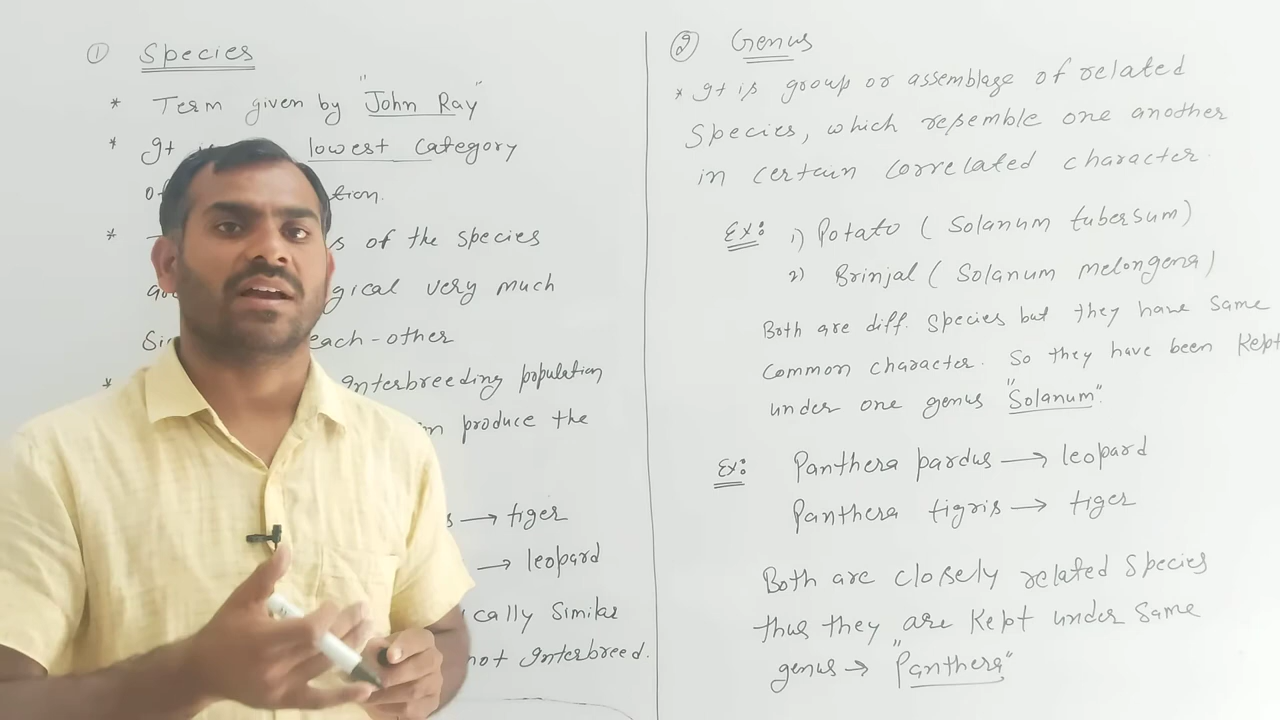 ① Species
* Term given by "John Ray"
* It lowest category
of tion.
* s of the species
gical very much
Si each-other
* Interbreeding population
n produce the
s → tiger
→ leopard
cally Similar
not Interbreed.
② Genus
* It is group or assemblage of related
Species, which resemble one another
in certain correlated character.
Ex: 1) Potato ( Solanum tubersum)
2) Brinjal ( Solanum melongena)
Both are diff. Species but they have same
common character. So they have been Kept
under one genus "Solanum".
Ex: Panthera pardus → leopard
Panthera tigris → tiger
Both are closely related Species
thus they are Kept under same
genus → "Panthera"